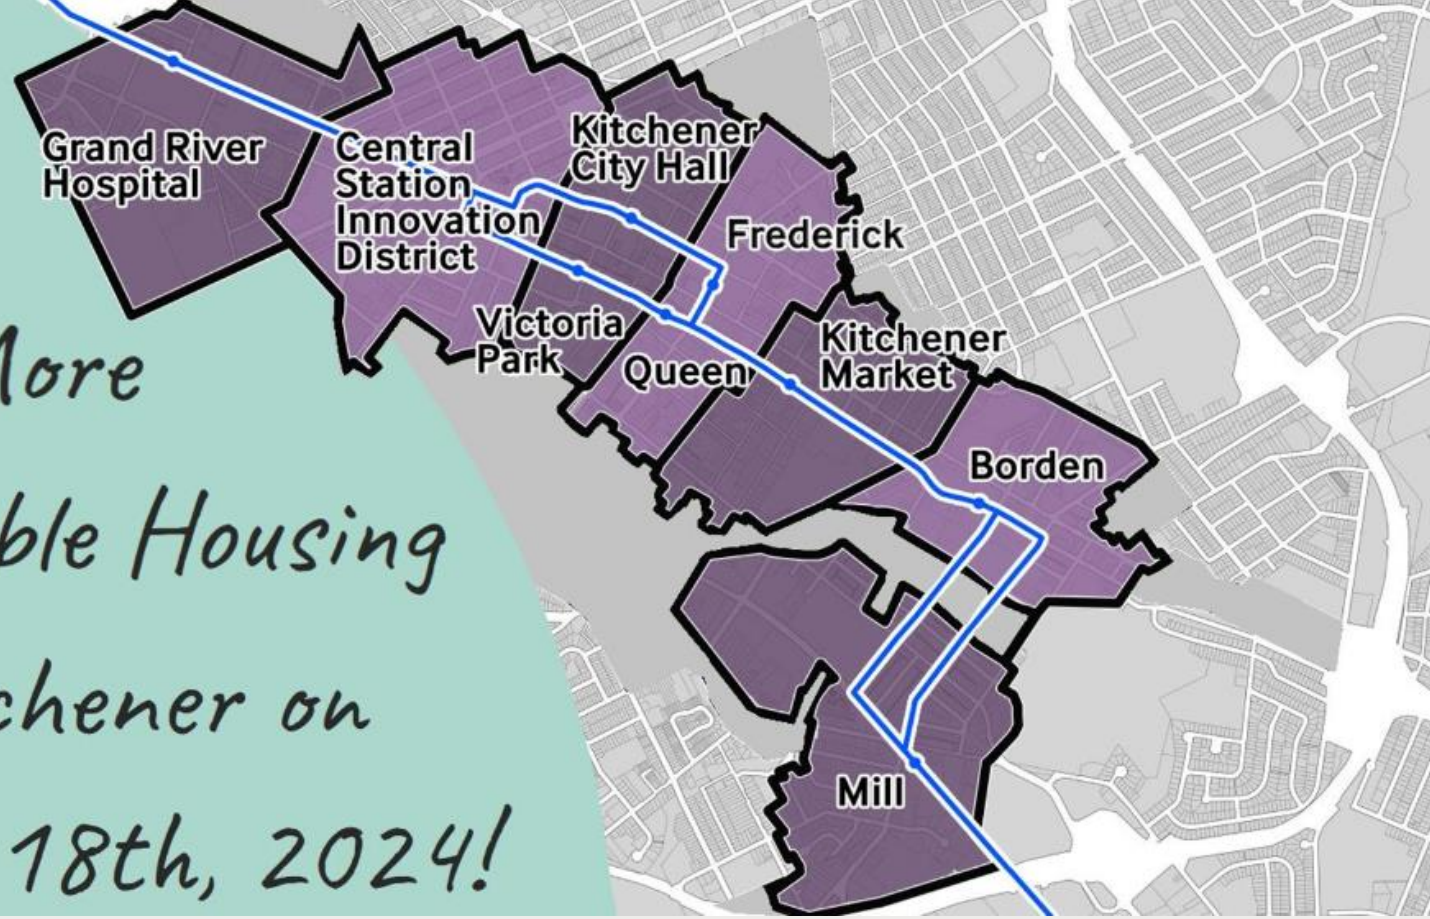 Grand River
Hospital
Central
Station
Innovation
District
Kitchener
City Hall
Frederick
Victoria
Park
Queen
Kitchener
Market
Borden
Mill
More
ble Housing
chener on
18th, 2024!